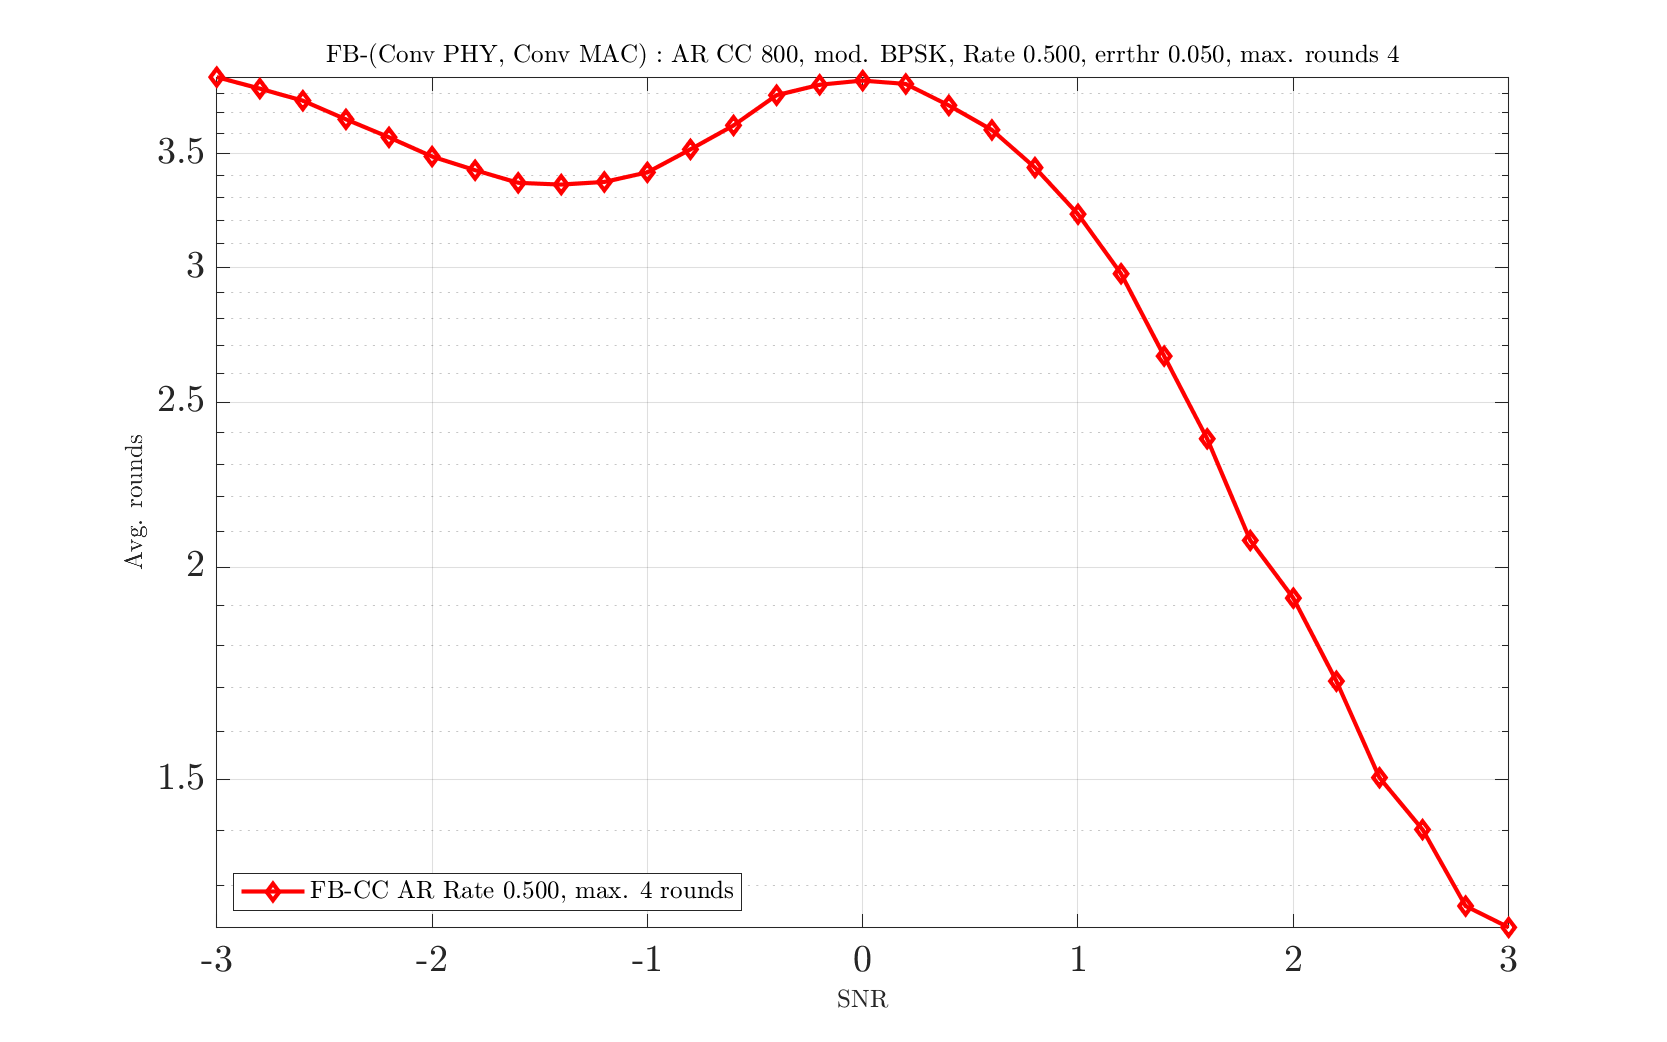 FB-(Conv PHY, Conv MAC) : AR CC 800, mod. BPSK, Rate 0.500, errthr 0.050, max. rounds 4
3.5
3
2.5
2
1.5
Avg. rounds
FB-CC AR Rate 0.500, max. 4 rounds
-3 -2 -1 0 1 2 3
SNR